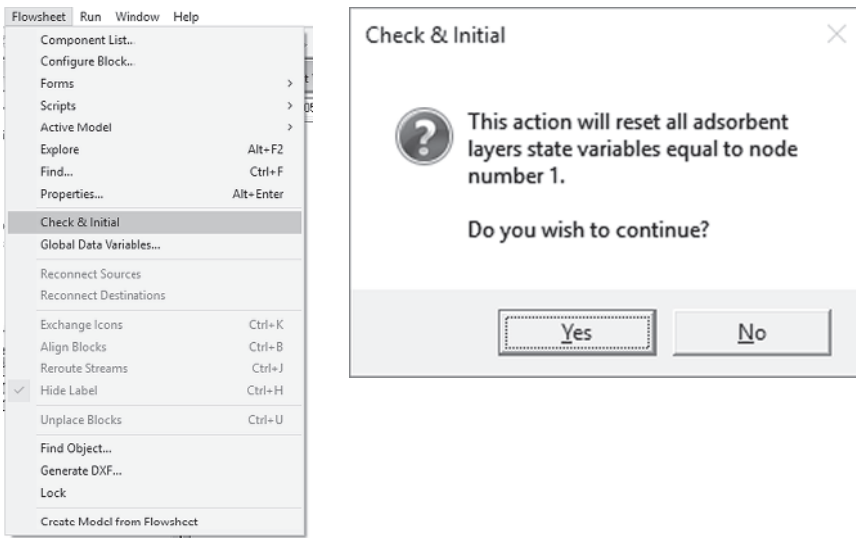 Flowsheet Run Window Help
Component List...
Configure Block...
Forms >
Scripts >
Active Model >
Explore Alt+F2
Find... Ctrl+F
Properties... Alt+Enter
Check & Initial
Global Data Variables...
Reconnect Sources
Reconnect Destinations
Exchange Icons Ctrl+K
Align Blocks Ctrl+B
Reroute Streams Ctrl+J
Hide Label Ctrl+H
Unplace Blocks Ctrl+U
Find Object...
Generate DXF...
Lock
Create Model from Flowsheet
Check & Initial
This action will reset all adsorbent
layers state variables equal to node
number 1.
Do you wish to continue?
Yes No